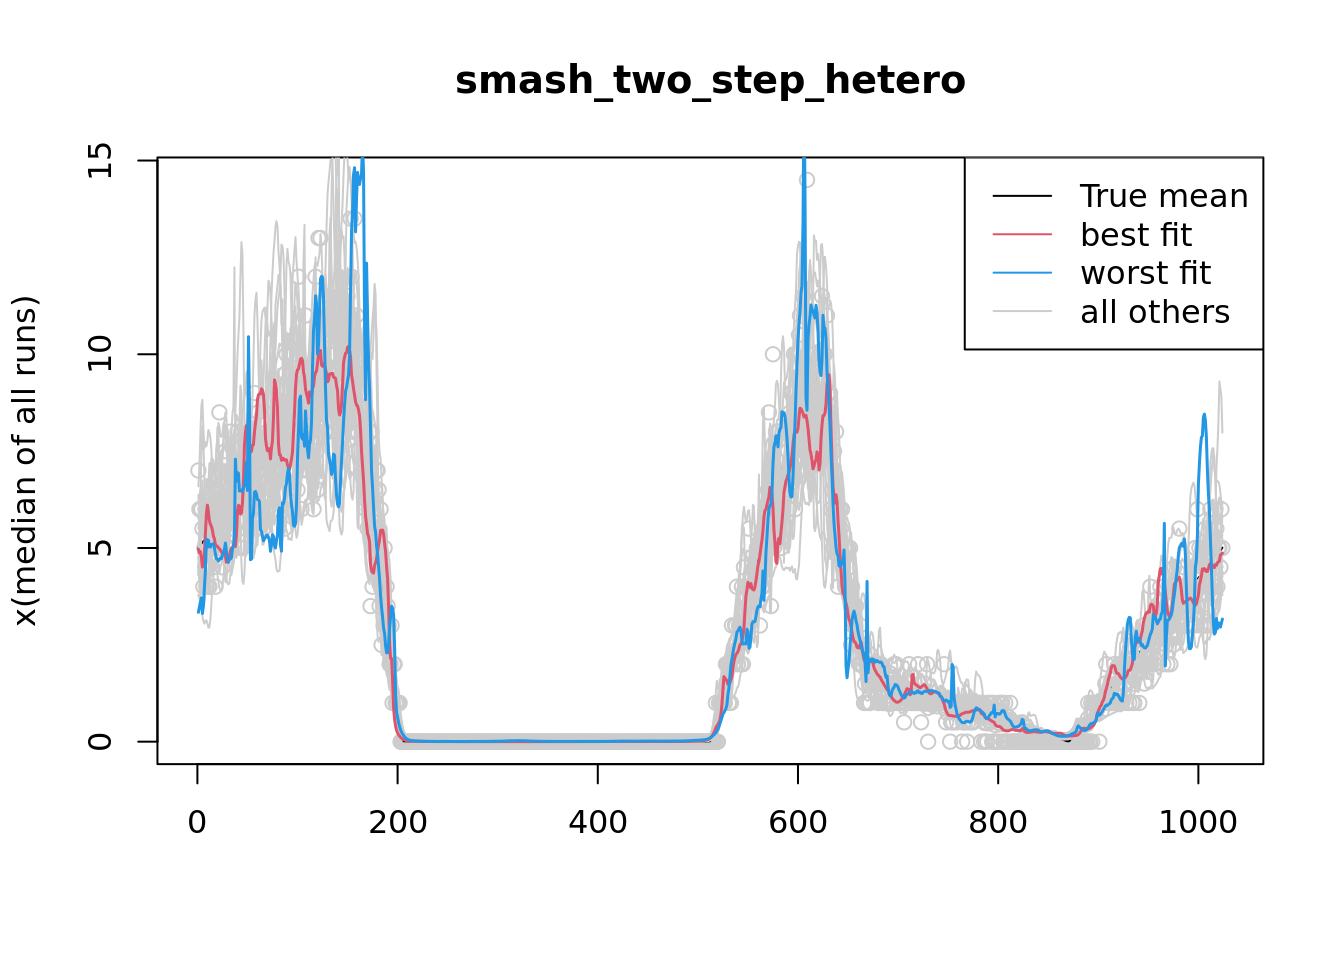 smash_two_step_hetero
x(median of all runs)
15
10
5
0
True mean
best fit
worst fit
all others
0 200 400 600 800 1000